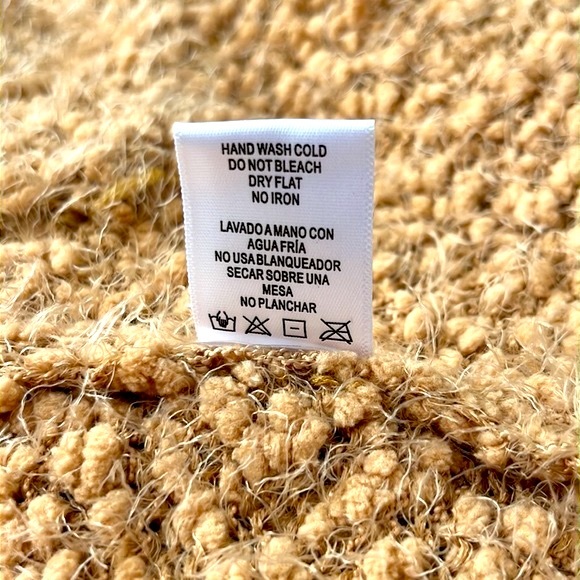 HAND WASH COLD
DO NOT BLEACH
DRY FLAT
NO IRON
LAVADO A MANO CON
AGUA FRÍA
NO USA BLANQUEADOR
SECAR SOBRE UNA
MESA
NO PLANCHAR